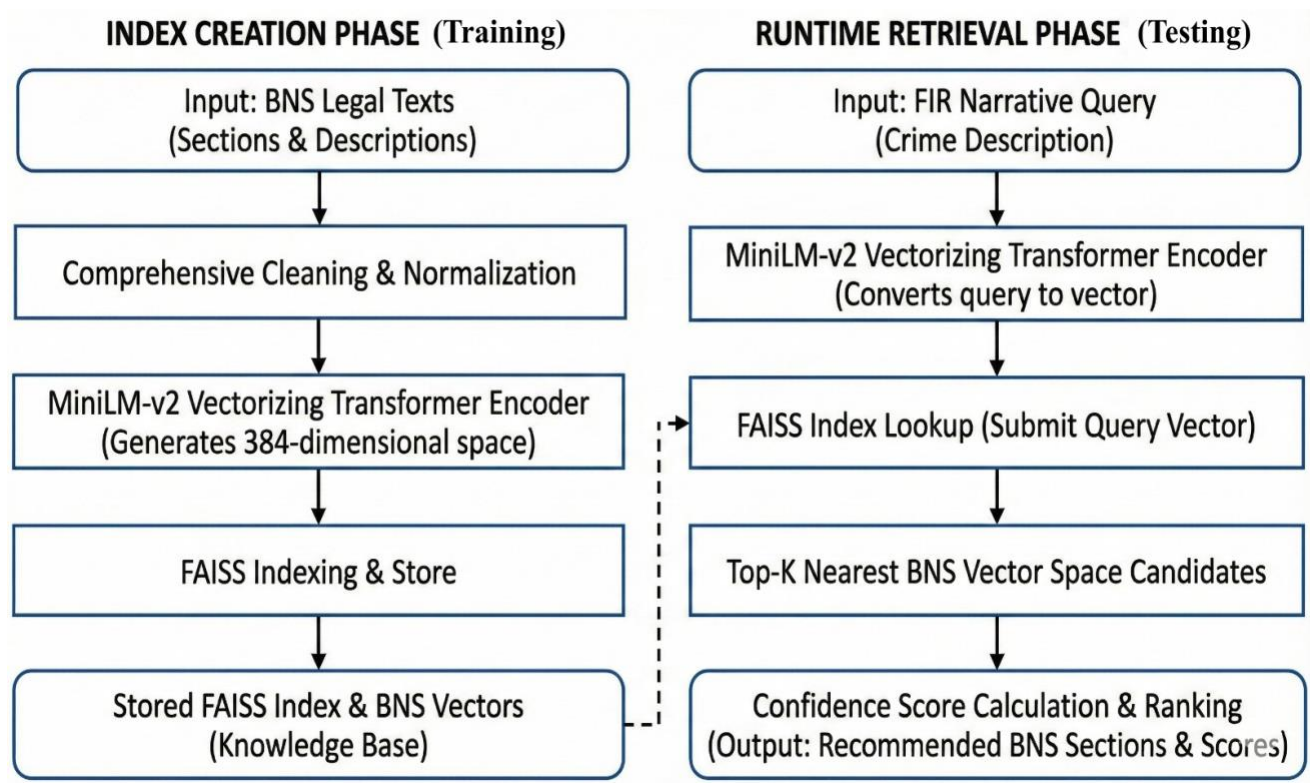 INDEX CREATION PHASE (Training)
Input: BNS Legal Texts
(Sections & Descriptions)
Comprehensive Cleaning & Normalization
MiniLM-v2 Vectorizing Transformer Encoder
(Generates 384-dimensional space)
FAISS Indexing & Store
Stored FAISS Index & BNS Vectors
(Knowledge Base)
RUNTIME RETRIEVAL PHASE (Testing)
Input: FIR Narrative Query
(Crime Description)
MiniLM-v2 Vectorizing Transformer Encoder
(Converts query to vector)
FAISS Index Lookup (Submit Query Vector)
Top-K Nearest BNS Vector Space Candidates
Confidence Score Calculation & Ranking
(Output: Recommended BNS Sections & Scores)